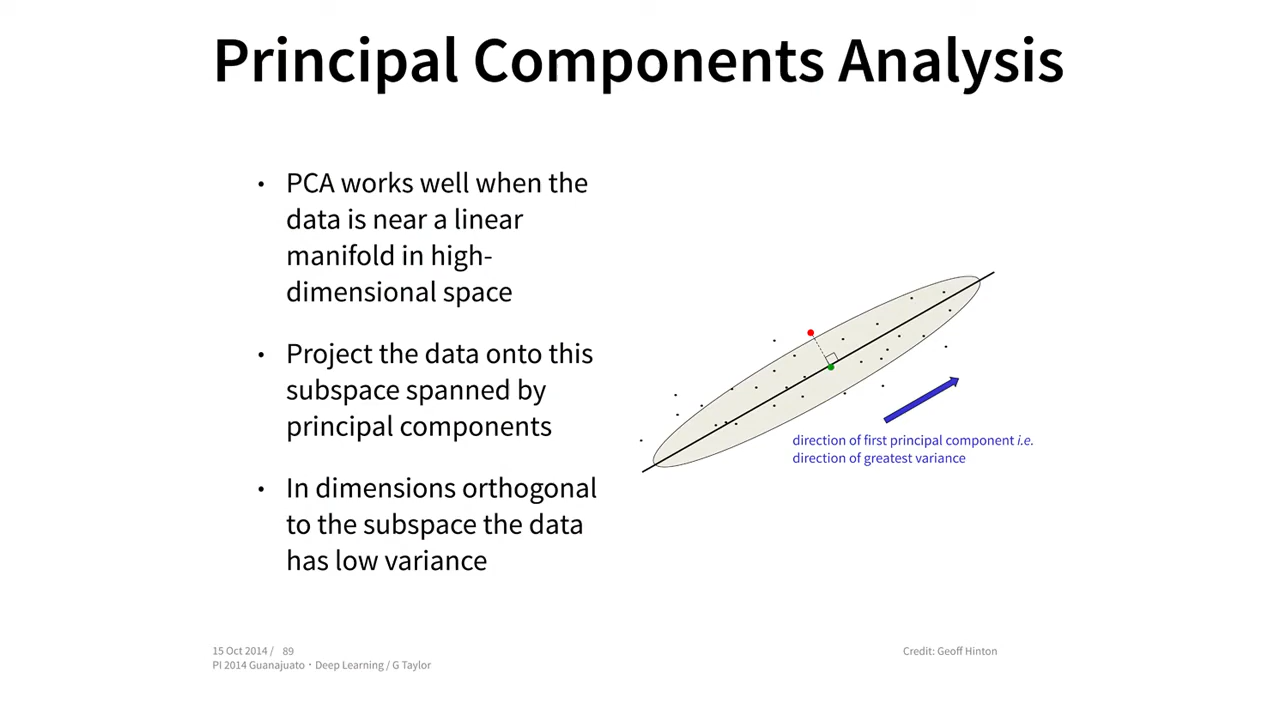 Principal Components Analysis
• PCA works well when the
data is near a linear
manifold in high-
dimensional space
• Project the data onto this
subspace spanned by
principal components
• In dimensions orthogonal
to the subspace the data
has low variance
direction of first principal component i.e.
direction of greatest variance
15 Oct 2014 / 89
PI 2014 Guanajuato · Deep Learning / G Taylor
Credit: Geoff Hinton